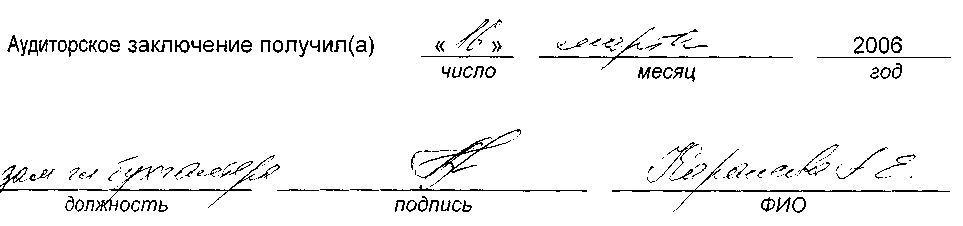 Аудиторское заключение получил(а) « 16 » марта 2006
число месяц год
зам гл бухгалтера А Е.
должность подпись ФИО